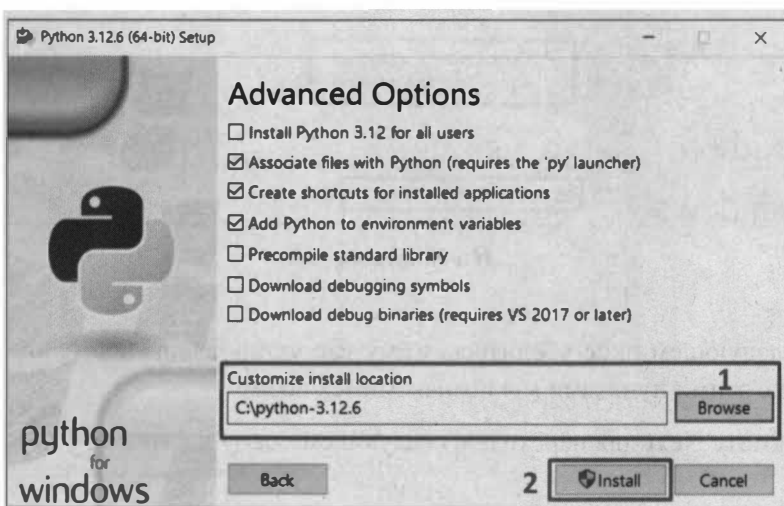 Python 3.12.6 (64-bit) Setup
Advanced Options
Install Python 3.12 for all users
Associate files with Python (requires the 'py' launcher)
Create shortcuts for installed applications
Add Python to environment variables
Precompile standard library
Download debugging symbols
Download debug binaries (requires VS 2017 or later)
Customize install location
1
C:\python-3.12.6
Browse
python
for
windows
Back
2
Install
Cancel